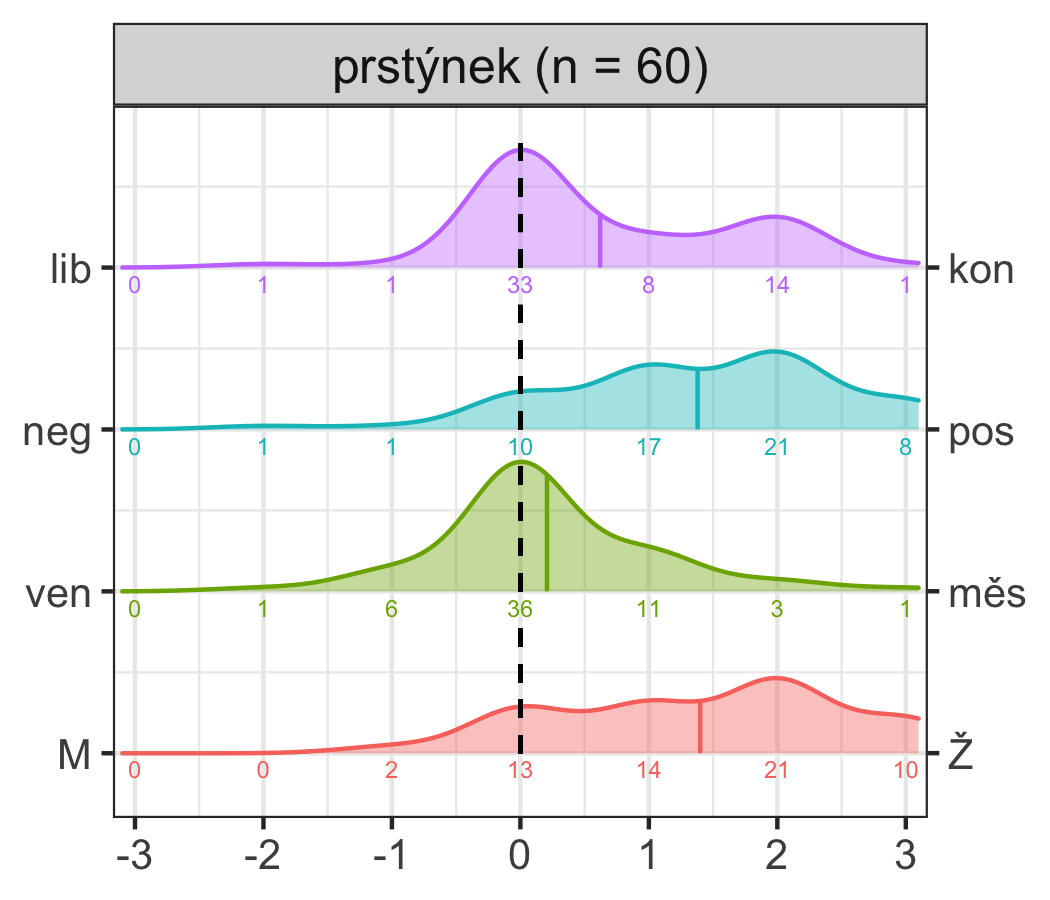 prstýnek (n = 60)
lib kon
0 1 1 33 8 14 1
neg pos
0 1 1 10 17 21 8
ven měs
0 1 6 36 11 3 1
M Ž
0 0 2 13 14 21 10
-3 -2 -1 0 1 2 3